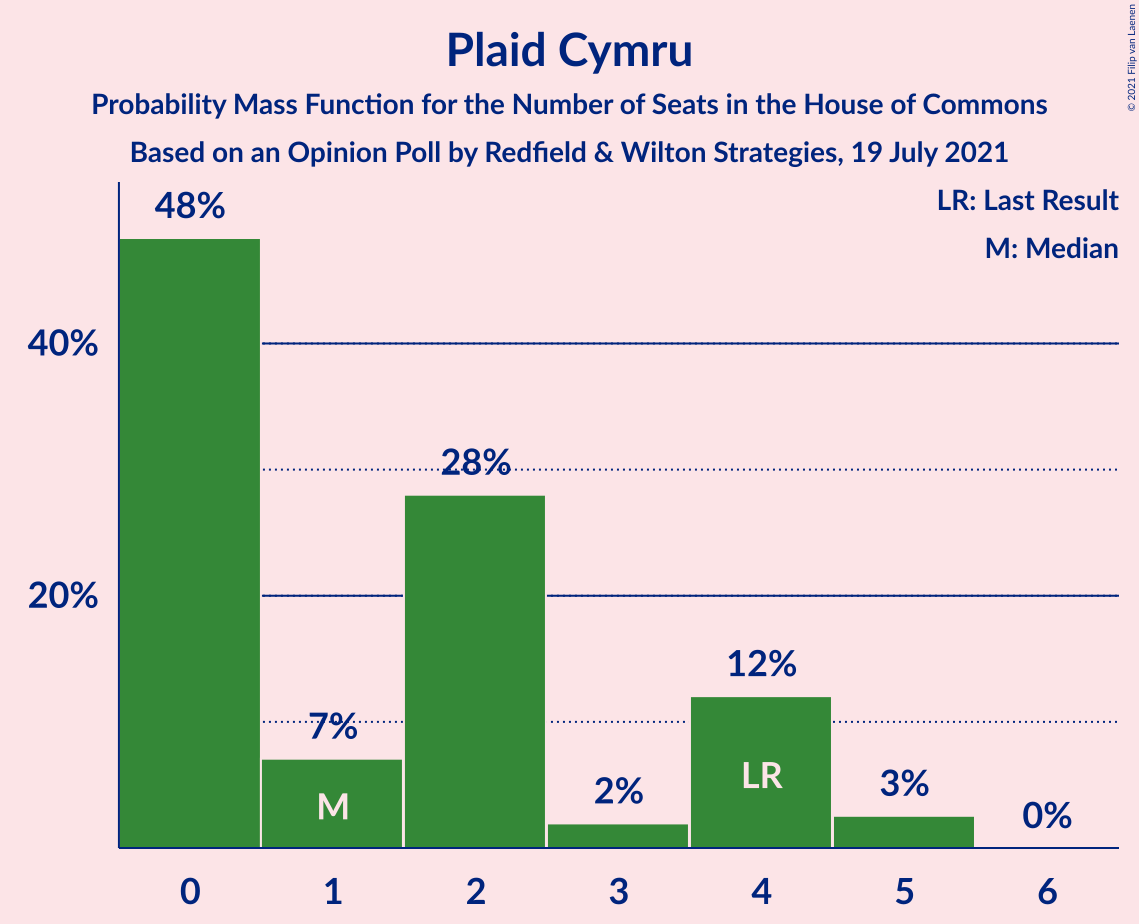 Plaid Cymru
Probability Mass Function for the Number of Seats in the House of Commons
Based on an Opinion Poll by Redfield & Wilton Strategies, 19 July 2021
© 2021 Filip van Laenen
LR: Last Result
M: Median
48%
40%
28%
20%
12%
7%
2%
3%
0%
M
LR
0 1 2 3 4 5 6